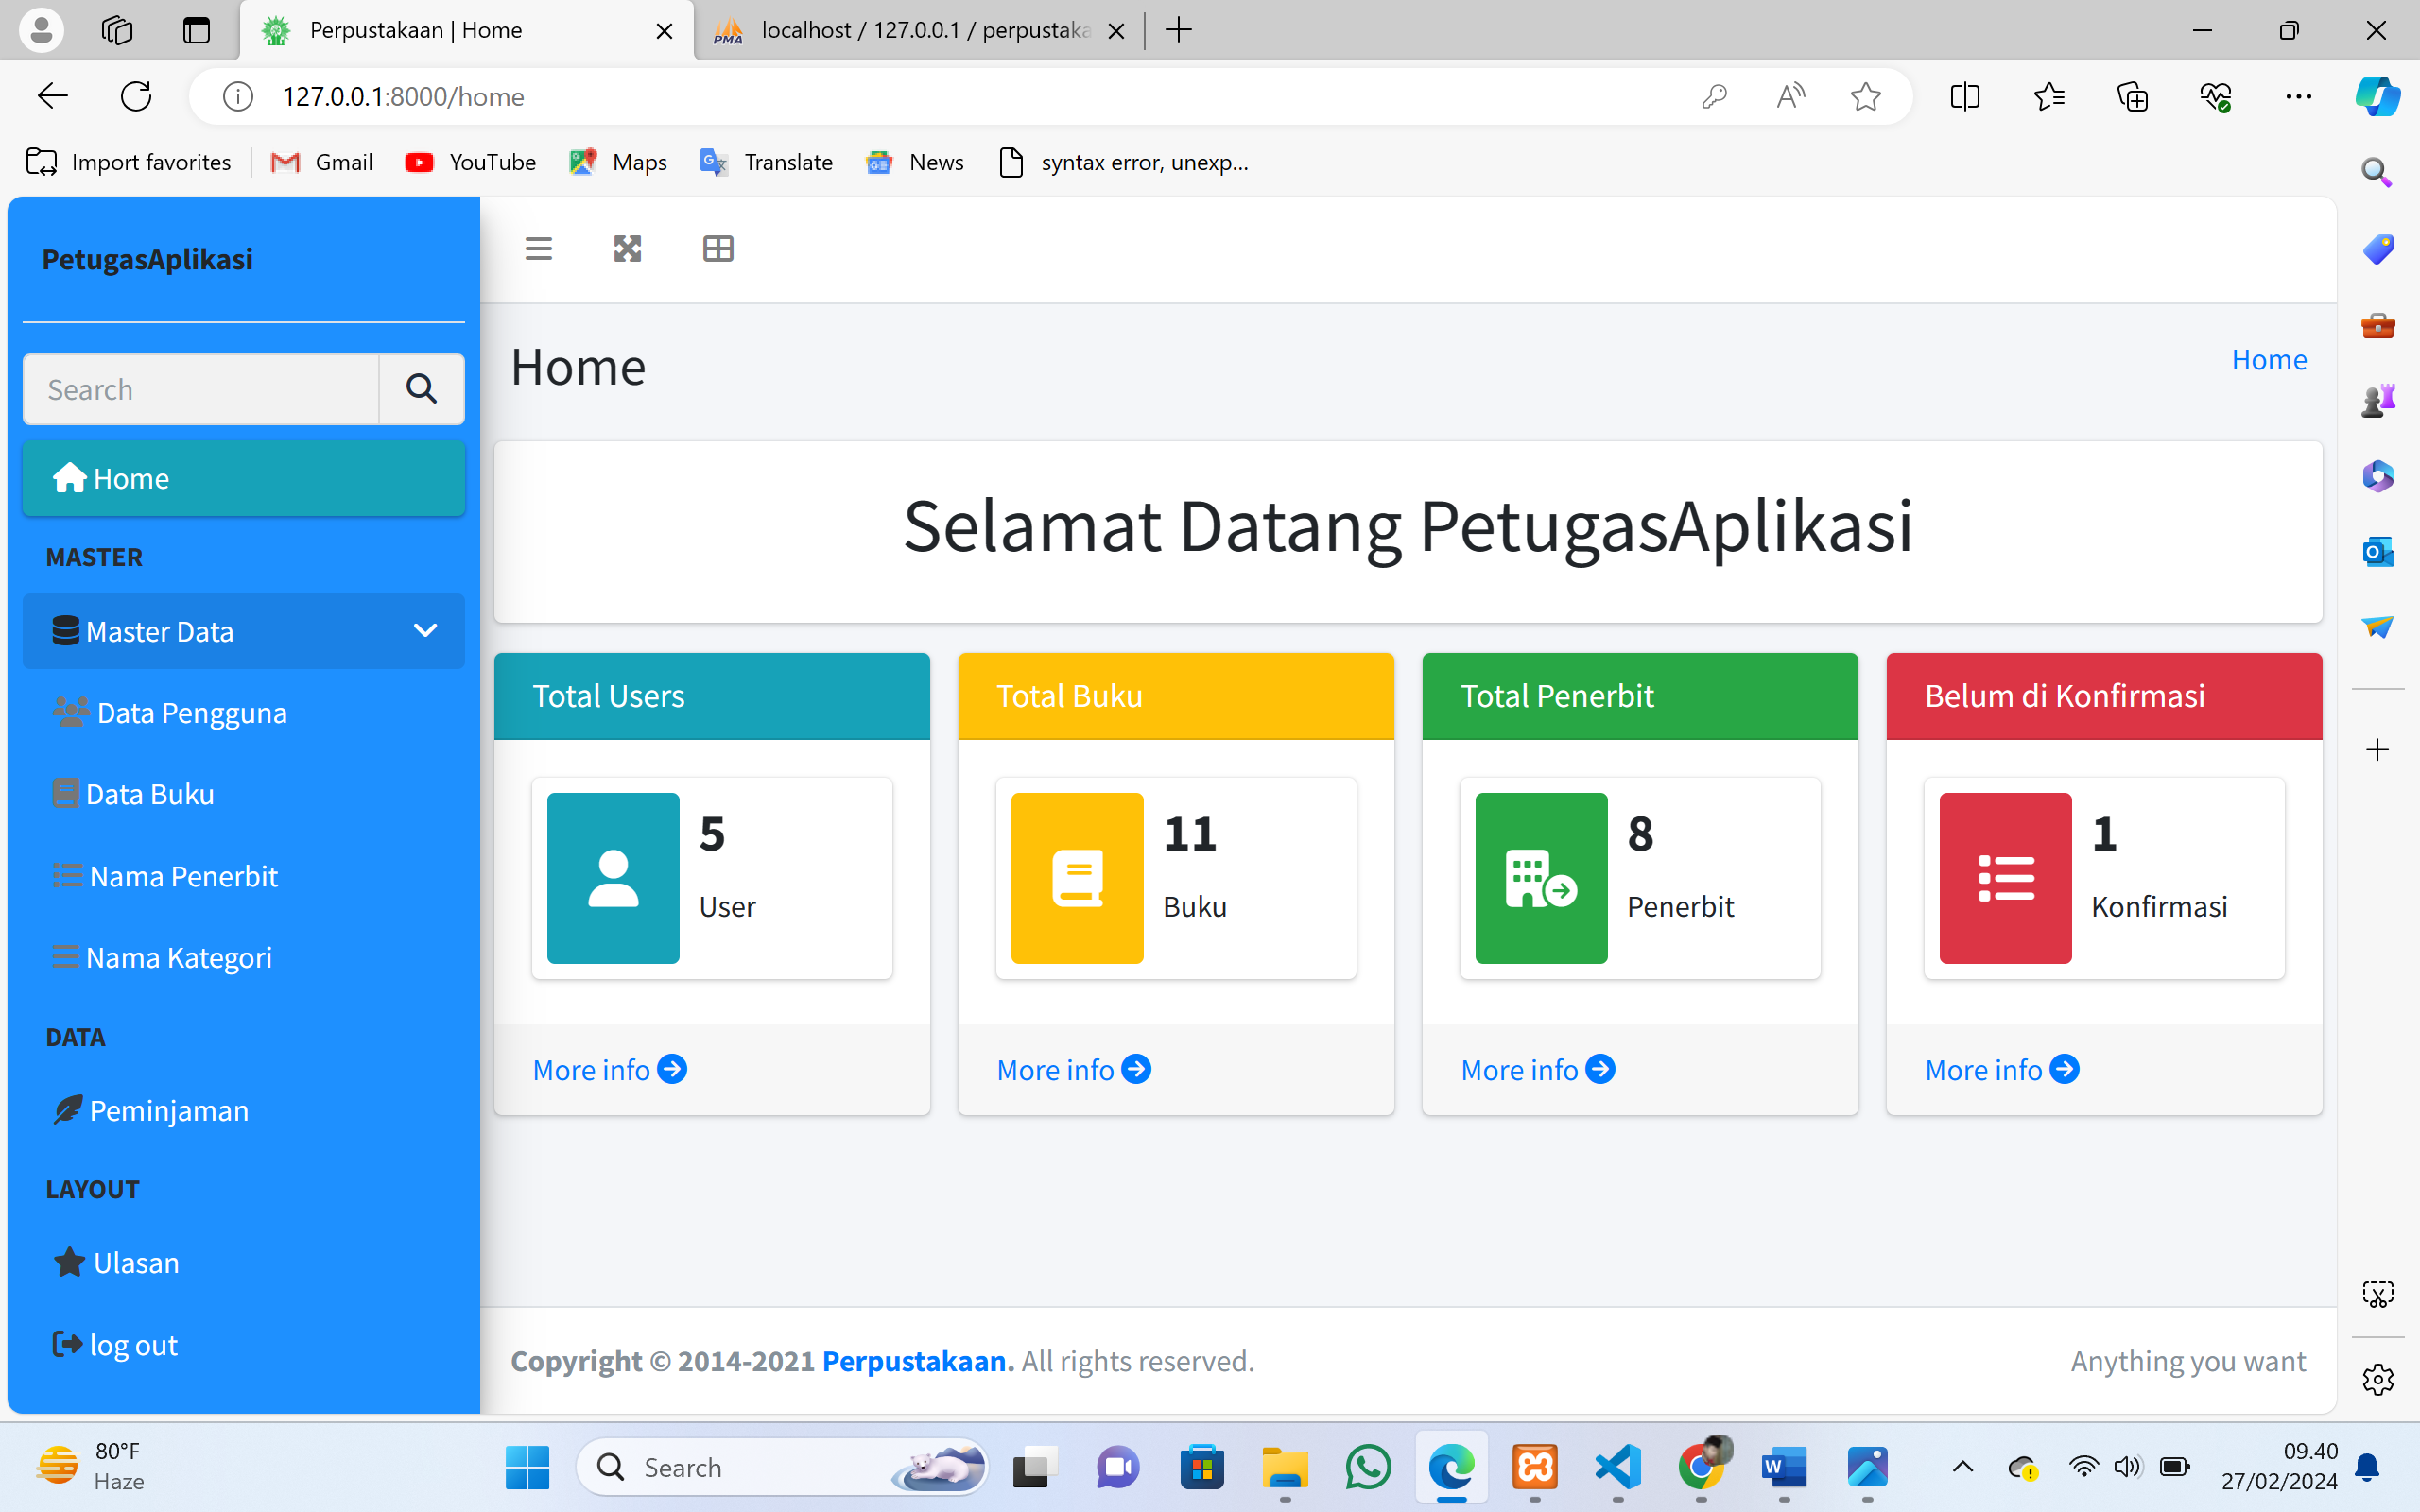 Perpustakaan | Home
localhost / 127.0.0.1 / perpustaka
127.0.0.1:8000/home
Import favorites
Gmail
YouTube
Maps
Translate
News
syntax error, unexp...
PetugasAplikasi
Search
Home
MASTER
Master Data
Data Pengguna
Data Buku
Nama Penerbit
Nama Kategori
DATA
Peminjaman
LAYOUT
Ulasan
log out
Home
Home
Selamat Datang PetugasAplikasi
Total Users
5
User
More info
Total Buku
11
Buku
More info
Total Penerbit
8
Penerbit
More info
Belum di Konfirmasi
1
Konfirmasi
More info
Copyright © 2014-2021 Perpustakaan. All rights reserved.
Anything you want
80°F
Haze
Search
09.40
27/02/2024